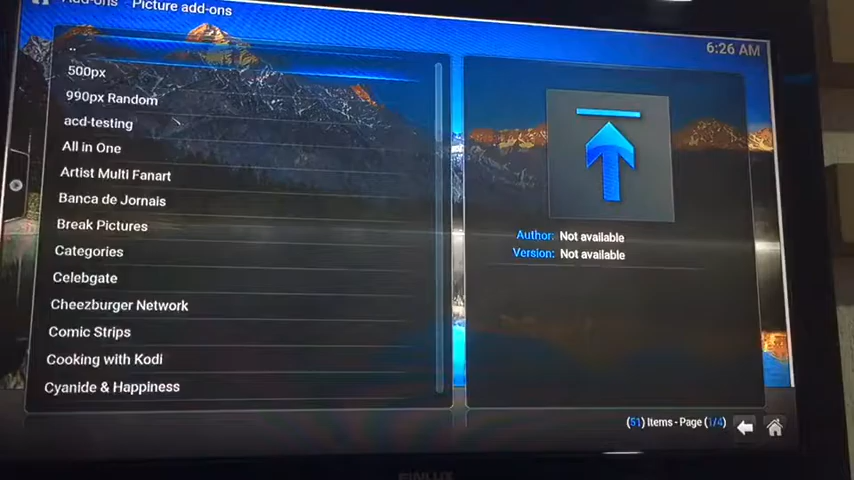 Add-ons Picture add-ons
6:26 AM
..
500px
990px Random
acd-testing
All in One
Artist Multi Fanart
Banca de Jornais
Break Pictures
Categories
Celebgate
Cheezburger Network
Comic Strips
Cooking with Kodi
Cyanide & Happiness
Author: Not available
Version: Not available
(51) Items - Page (1/4)
FINLUX